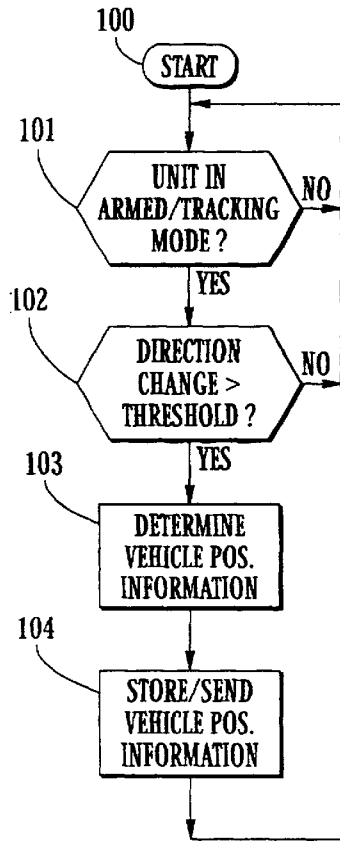 100
START
101
UNIT IN
ARMED/TRACKING
MODE ?
NO
YES
102
DIRECTION
CHANGE >
THRESHOLD ?
NO
YES
103
DETERMINE
VEHICLE POS.
INFORMATION
104
STORE/SEND
VEHICLE POS.
INFORMATION